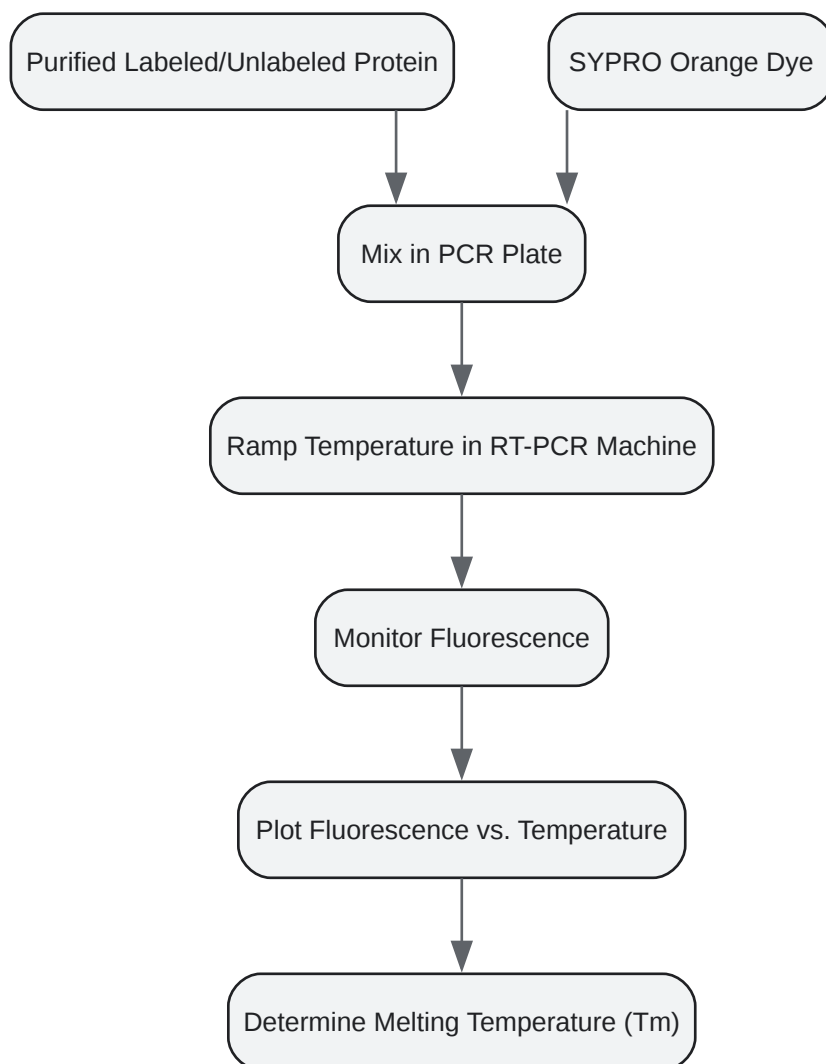 Purified Labeled/Unlabeled Protein
SYPRO Orange Dye
Mix in PCR Plate
Ramp Temperature in RT-PCR Machine
Monitor Fluorescence
Plot Fluorescence vs. Temperature
Determine Melting Temperature (Tm)